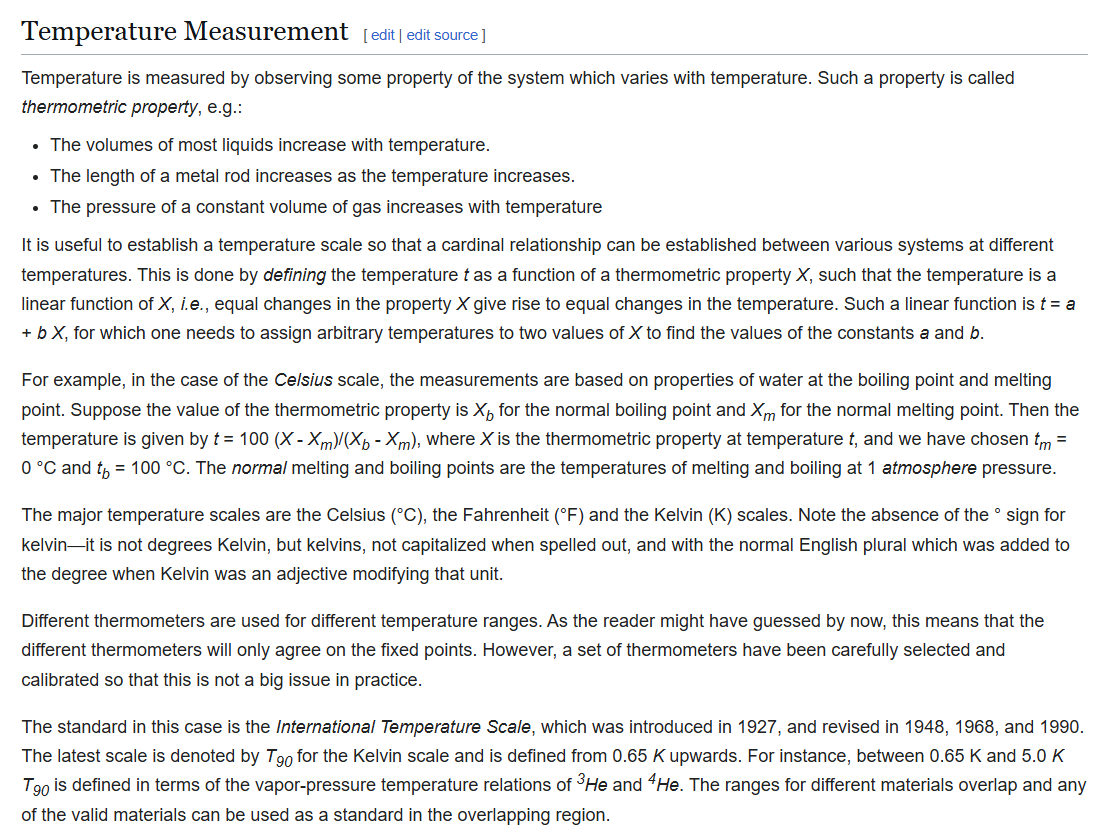 Temperature Measurement [ edit | edit source ]
Temperature is measured by observing some property of the system which varies with temperature. Such a property is called
thermometric property, e.g.:
• The volumes of most liquids increase with temperature.
• The length of a metal rod increases as the temperature increases.
• The pressure of a constant volume of gas increases with temperature
It is useful to establish a temperature scale so that a cardinal relationship can be established between various systems at different
temperatures. This is done by defining the temperature t as a function of a thermometric property X, such that the temperature is a
linear function of X, i.e., equal changes in the property X give rise to equal changes in the temperature. Such a linear function is t = a
+ b X, for which one needs to assign arbitrary temperatures to two values of X to find the values of the constants a and b.
For example, in the case of the Celsius scale, the measurements are based on properties of water at the boiling point and melting
point. Suppose the value of the thermometric property is X_b for the normal boiling point and X_m for the normal melting point. Then the
temperature is given by t = 100 (X - X_m)/(X_b - X_m), where X is the thermometric property at temperature t, and we have chosen t_m =
0 °C and t_b = 100 °C. The normal melting and boiling points are the temperatures of melting and boiling at 1 atmosphere pressure.
The major temperature scales are the Celsius (°C), the Fahrenheit (°F) and the Kelvin (K) scales. Note the absence of the ° sign for
kelvin—it is not degrees Kelvin, but kelvins, not capitalized when spelled out, and with the normal English plural which was added to
the degree when Kelvin was an adjective modifying that unit.
Different thermometers are used for different temperature ranges. As the reader might have guessed by now, this means that the
different thermometers will only agree on the fixed points. However, a set of thermometers have been carefully selected and
calibrated so that this is not a big issue in practice.
The standard in this case is the International Temperature Scale, which was introduced in 1927, and revised in 1948, 1968, and 1990.
The latest scale is denoted by T_90 for the Kelvin scale and is defined from 0.65 K upwards. For instance, between 0.65 K and 5.0 K
T_90 is defined in terms of the vapor-pressure temperature relations of ³He and ⁴He. The ranges for different materials overlap and any
of the valid materials can be used as a standard in the overlapping region.